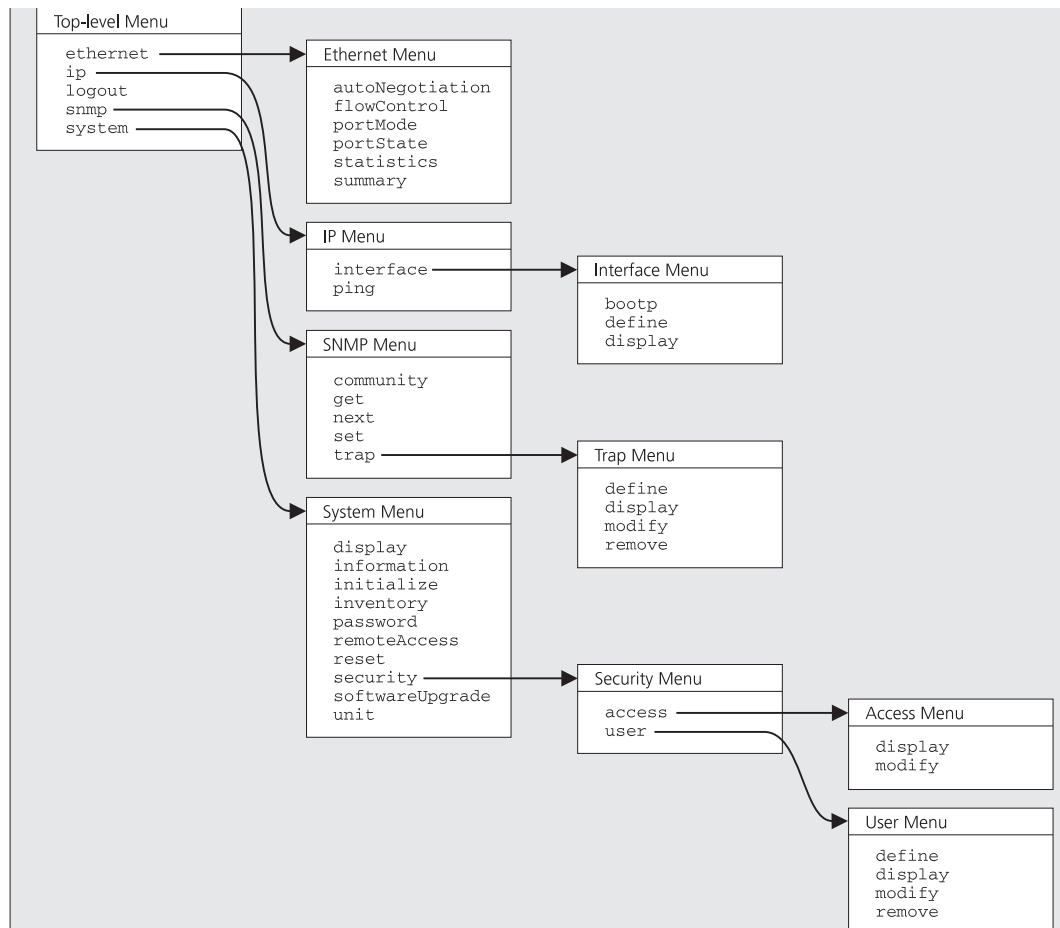 Top-level Menu
ethernet
ip
logout
snmp
system
Ethernet Menu
autoNegotiation
flowControl
portMode
portState
statistics
summary
IP Menu
interface
ping
Interface Menu
bootp
define
display
SNMP Menu
community
get
next
set
trap
Trap Menu
define
display
modify
remove
System Menu
display
information
initialize
inventory
password
remoteAccess
reset
security
softwareUpgrade
unit
Security Menu
access
user
Access Menu
display
modify
User Menu
define
display
modify
remove